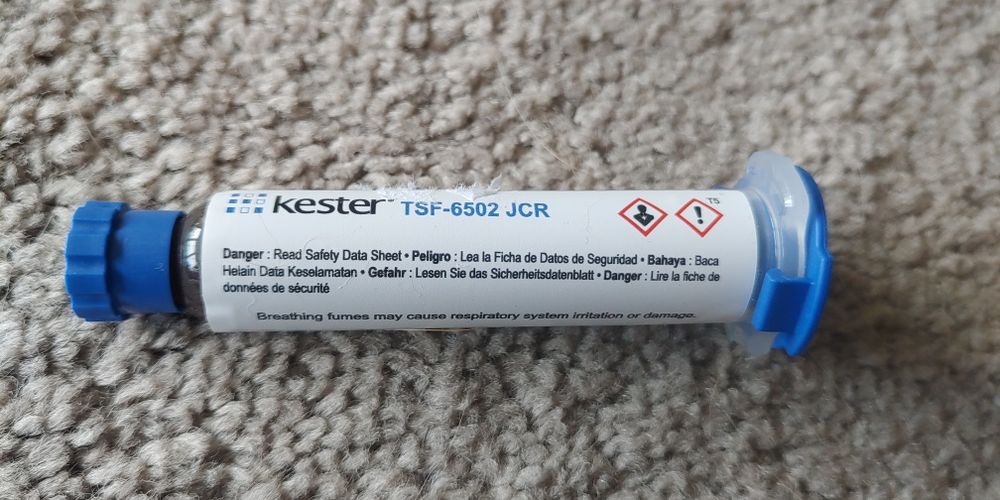 Kester TSF-6502 JCR
TS
Danger : Read Safety Data Sheet • Peligro : Lea la Ficha de Datos de Seguridad • Bahaya : Baca
Helain Data Keselamatan • Gefahr : Lesen Sie das Sicherheitsdatenblatt • Danger : Lire la fiche de
données de sécurité
Breathing fumes may cause respiratory system irritation or damage.